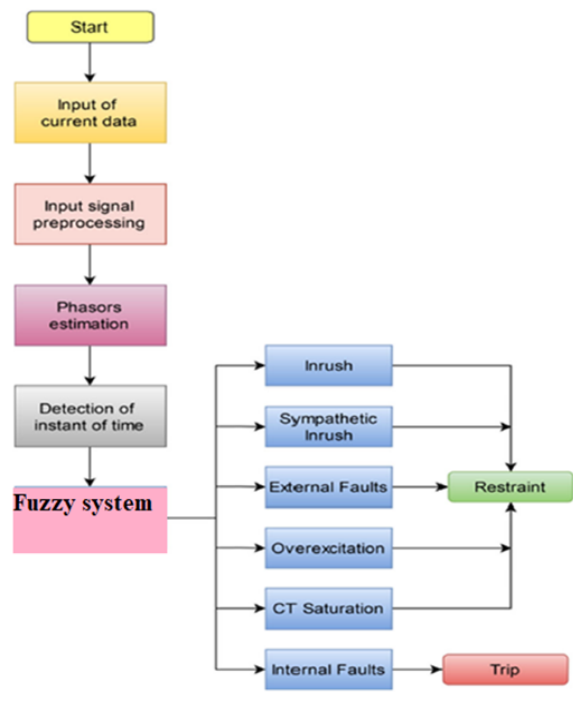 Start
Input of
current data
Input signal
preprocessing
Phasors
estimation
Detection of
instant of time
Fuzzy system
Inrush
Sympathetic
Inrush
External Faults
Restraint
Overexcitation
CT Saturation
Internal Faults
Trip